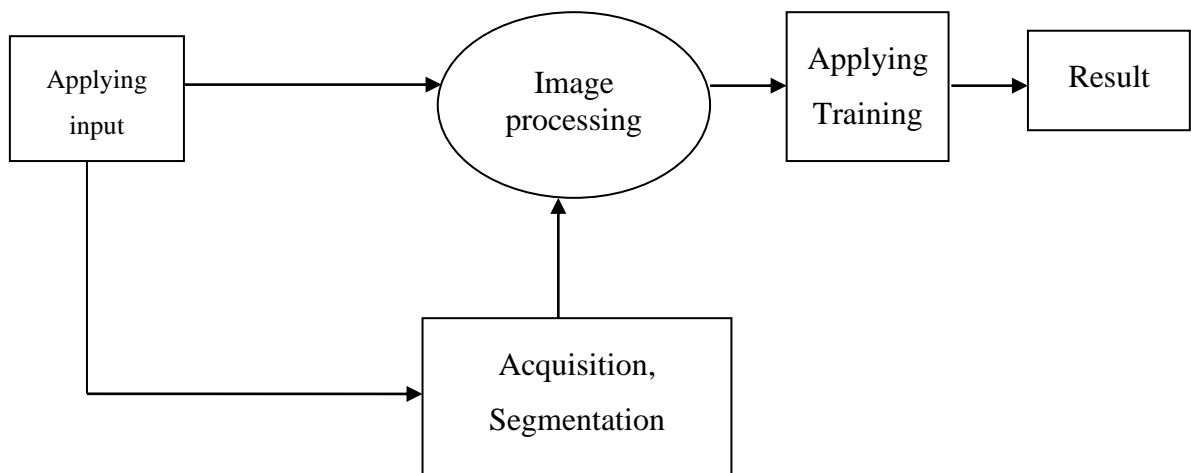 Applying
input
Image
processing
Applying
Training
Result
Acquisition,
Segmentation